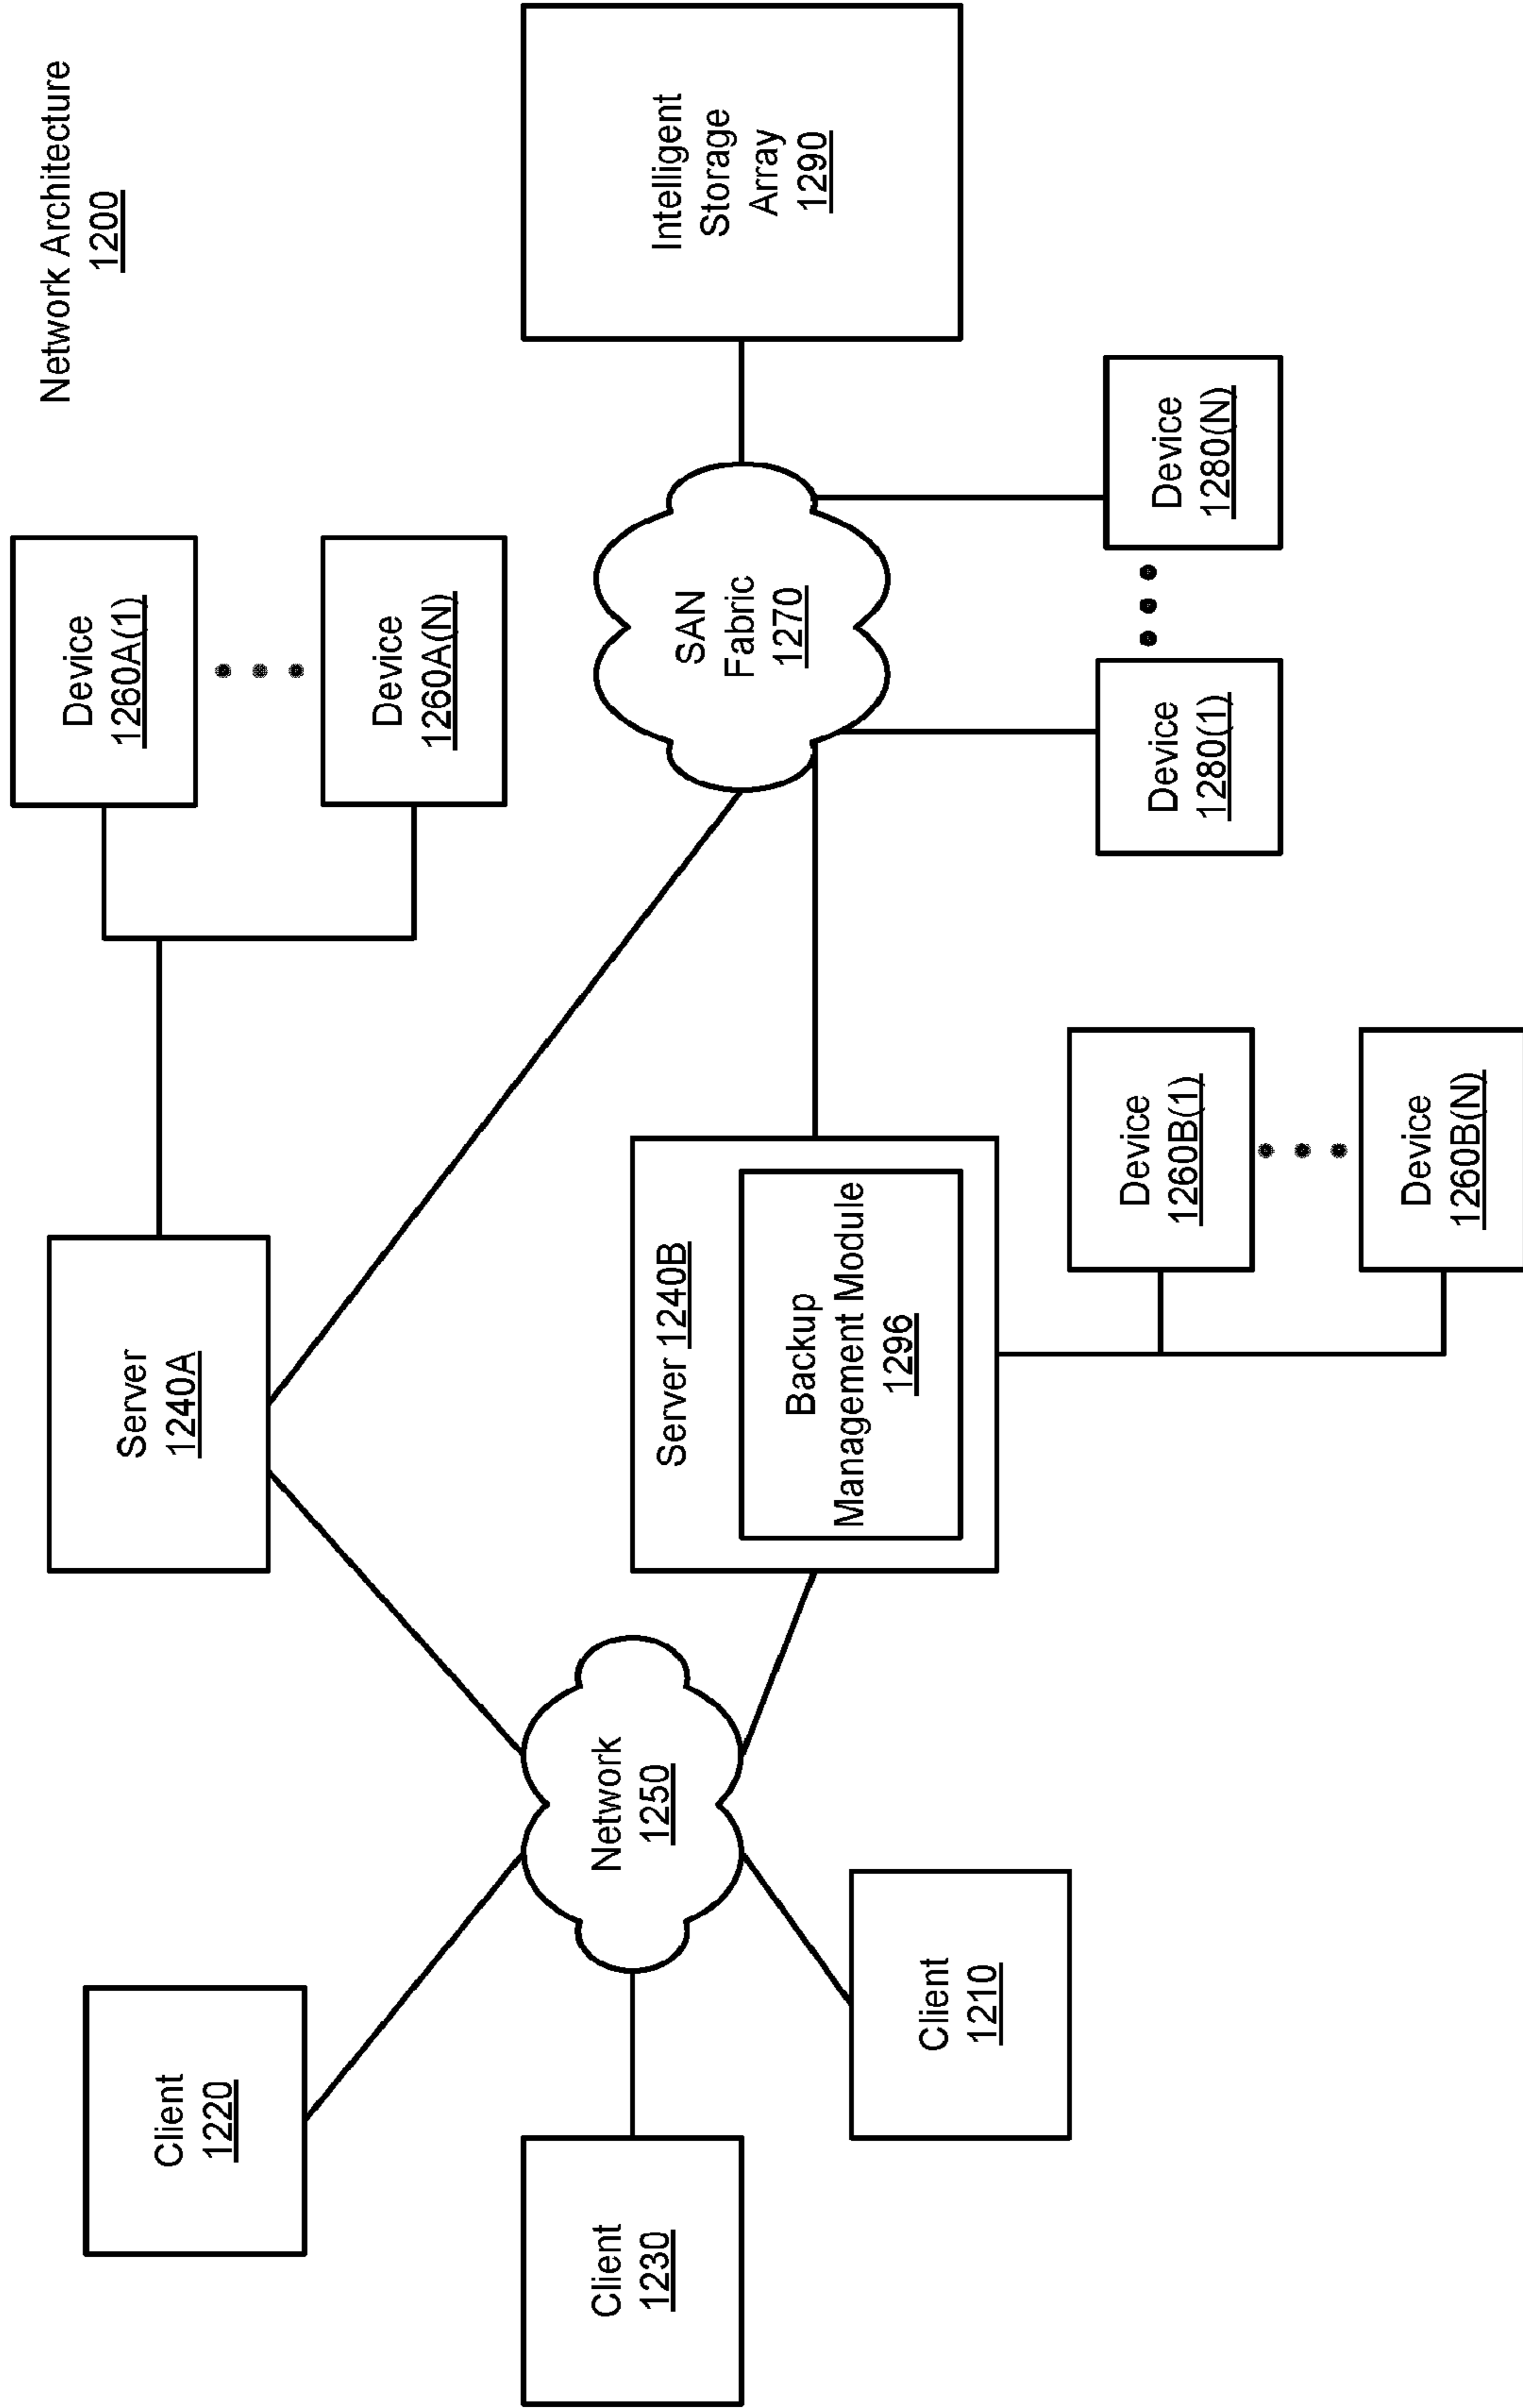 Network Architecture
1200
Device
1260A(1)
Device
1260A(N)
Server
1240A
Client
1220
Intelligent
Storage
Array
1290
SAN
Fabric
1270
Network
1250
Client
1230
Server 1240B
Backup
Management Module
1296
Client
1210
Device
1280(1)
Device
1280(N)
Device
1260B(1)
Device
1260B(N)